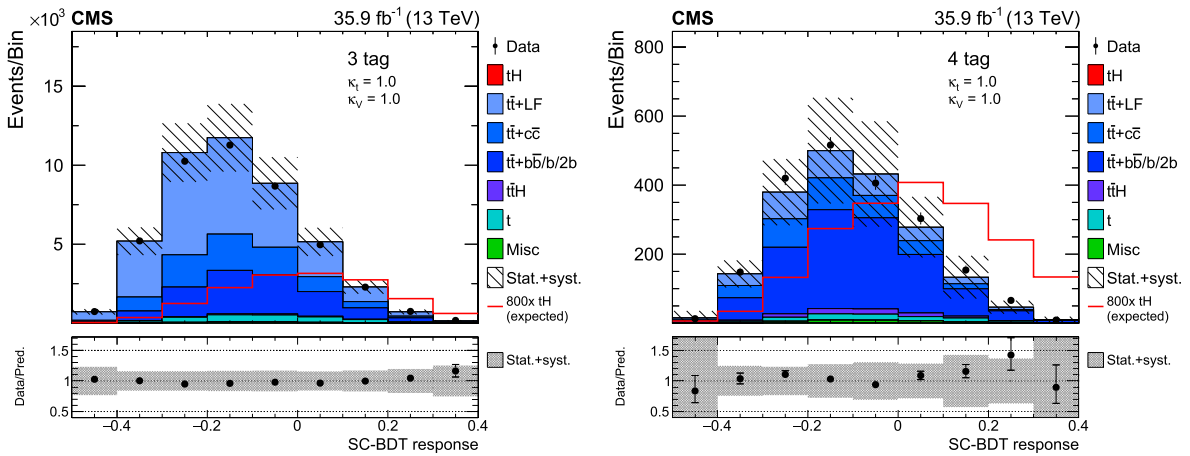 ×10³ CMS 35.9 fb⁻¹ (13 TeV)
Events/Bin
15
10
5
3 tag
κt = 1.0
κV = 1.0
Data
tH
tt̄+LF
tt̄+cc̄
tt̄+bb̄/b/2b
tt̄H
t
Misc
Stat.+syst.
800x tH
(expected)
Data/Pred.
1.5
1
0.5
Stat.+syst.
−0.4 −0.2 0 0.2 0.4
SC-BDT response
CMS 35.9 fb⁻¹ (13 TeV)
Events/Bin
800
600
400
200
4 tag
κt = 1.0
κV = 1.0
Data
tH
tt̄+LF
tt̄+cc̄
tt̄+bb̄/b/2b
tt̄H
t
Misc
Stat.+syst.
800x tH
(expected)
Data/Pred.
1.5
1
0.5
Stat.+syst.
−0.4 −0.2 0 0.2 0.4
SC-BDT response